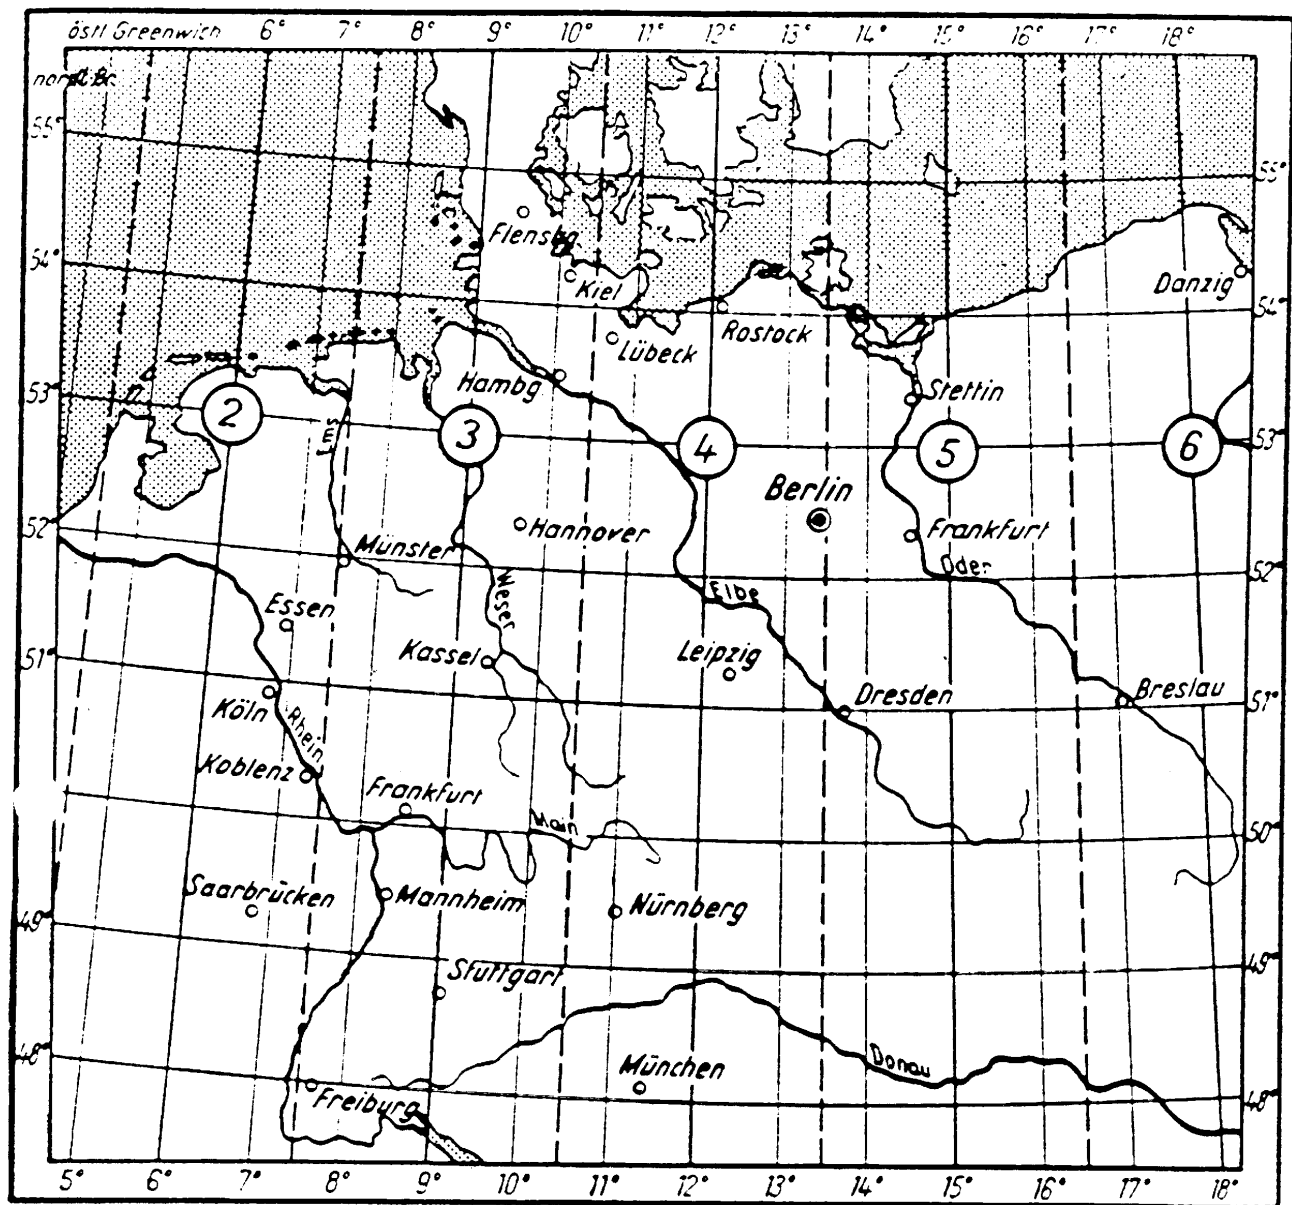 östl Greenwich 6° 7° 8° 9° 10° 11° 12° 13° 14° 15° 16° 17° 18°
nördl Br.
55° 55°
Flensbg.
54° Kiel Danzig 54°
Lübeck Rostock
53° Hambg Stettin
2 3 4 5 6 53°
Ems
Berlin
52° Hannover Frankfurt
Münster Oder 52°
Weser Elbe
Essen
51° Kassel Leipzig
Köln Rhein Dresden Breslau 51°
Koblenz
Frankfurt
Main 50°
Saarbrücken Mannheim Nürnberg
49°
Stuttgart 49°
48° Donau
München
Freiburg 48°
5° 6° 7° 8° 9° 10° 11° 12° 13° 14° 15° 16° 17° 18°